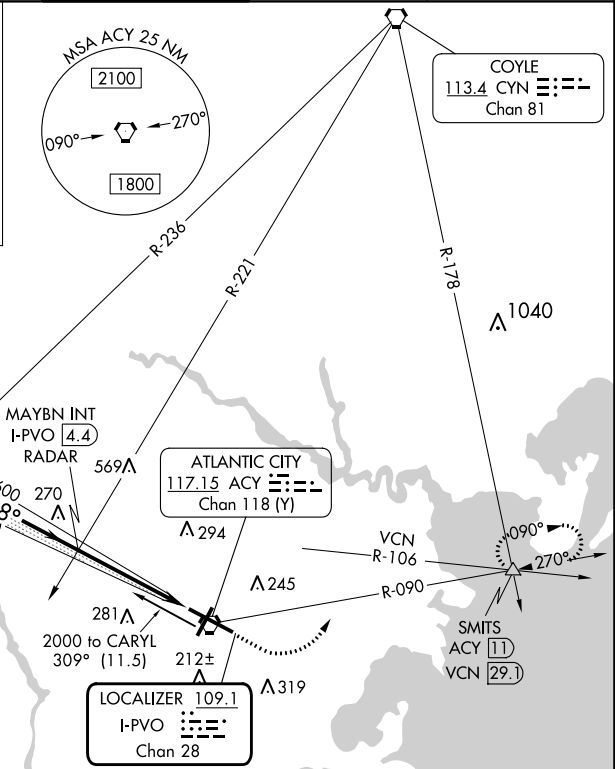 MSA ACY 25 NM
2100
090°
270°
1800
COYLE
113.4 CYN
Chan 81
R-236
R-221
R-178
1040
MAYBN INT
I-PVO 4.4
RADAR
569
ATLANTIC CITY
117.15 ACY
Chan 118 (Y)
270
8°
294
VCN
R-106
090°
270°
245
R-090
281
2000 to CARYL
309° (11.5)
212±
SMITS
ACY 11
VCN 29.1
LOCALIZER 109.1
I-PVO
Chan 28
319